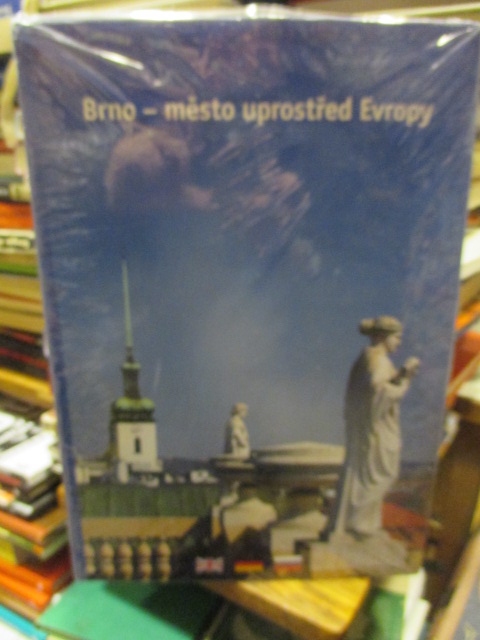 Brno – město uprostřed Evropy